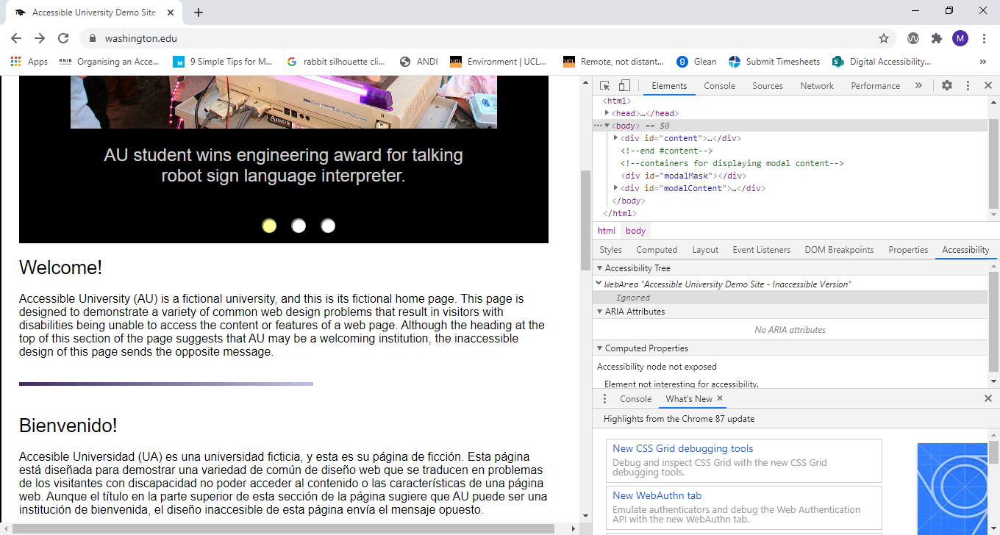 Accessible University Demo Site -
washington.edu
M
Apps
RNIB Organising an Acce...
9 Simple Tips for M...
rabbit silhouette cli...
ANDI
Environment | UCL...
Remote, not distant...
Glean
Submit Timesheets
Digital Accessibility...
»
Austin
AU student wins engineering award for talking
robot sign language interpreter.
Welcome!
Accessible University (AU) is a fictional university, and this is its fictional home page. This page is
designed to demonstrate a variety of common web design problems that result in visitors with
disabilities being unable to access the content or features of a web page. Although the heading at the
top of this section of the page suggests that AU may be a welcoming institution, the inaccessible
design of this page sends the opposite message.
Bienvenido!
Accesible Universidad (UA) es una universidad ficticia, y esta es su página de ficción. Esta página
está diseñada para demostrar una variedad de común de diseño web que se traducen en problemas
de los visitantes con discapacidad no poder acceder al contenido o las características de una página
web. Aunque el título en la parte superior de esta sección de la página sugiere que AU puede ser una
institución de bienvenida, el diseño inaccesible de esta página envía el mensaje opuesto.
Elements Console Sources Network Performance »
<html>
<head>…</head>
<body> == $0
<div id="content">…</div>
<!--end #content-->
<!--containers for displaying modal content-->
<div id="modalMask"></div>
<div id="modalContent">…</div>
</body>
</html>
html body
Styles Computed Layout Event Listeners DOM Breakpoints Properties Accessibility
Accessibility Tree
WebArea "Accessible University Demo Site - Inaccessible Version"
Ignored
ARIA Attributes
No ARIA attributes
Computed Properties
Accessibility node not exposed
Element not interesting for accessibility.
Console What's New
Highlights from the Chrome 87 update
New CSS Grid debugging tools
Debug and inspect CSS Grid with the new CSS Grid
debugging tools.
New WebAuthn tab
Emulate authenticators and debug the Web Authentication
API with the new WebAuthn tab.